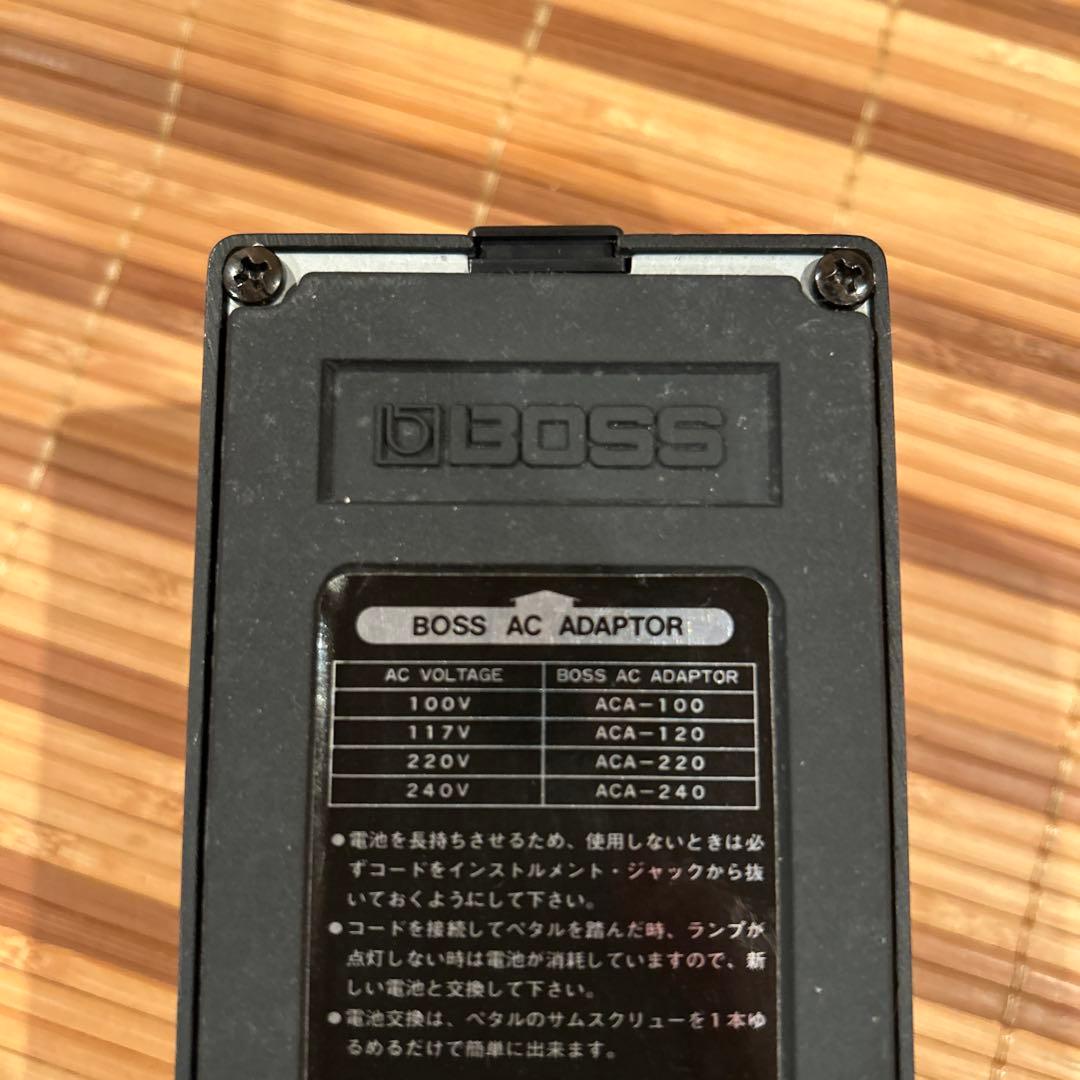 BOSS
BOSS AC ADAPTOR
AC VOLTAGE BOSS AC ADAPTOR
100V ACA-100
117V ACA-120
220V ACA-220
240V ACA-240
●電池を長持ちさせるため、使用しないときは必
ずコードをインストルメント・ジャックから抜
いておくようにして下さい。
●コードを接続してペタルを踏んだ時、ランプが
点灯しない時は電池が消耗していますので、新
しい電池と交換して下さい。
●電池交換は、ペタルのサムスクリューを1本ゆ
るめるだけで簡単に出来ます。